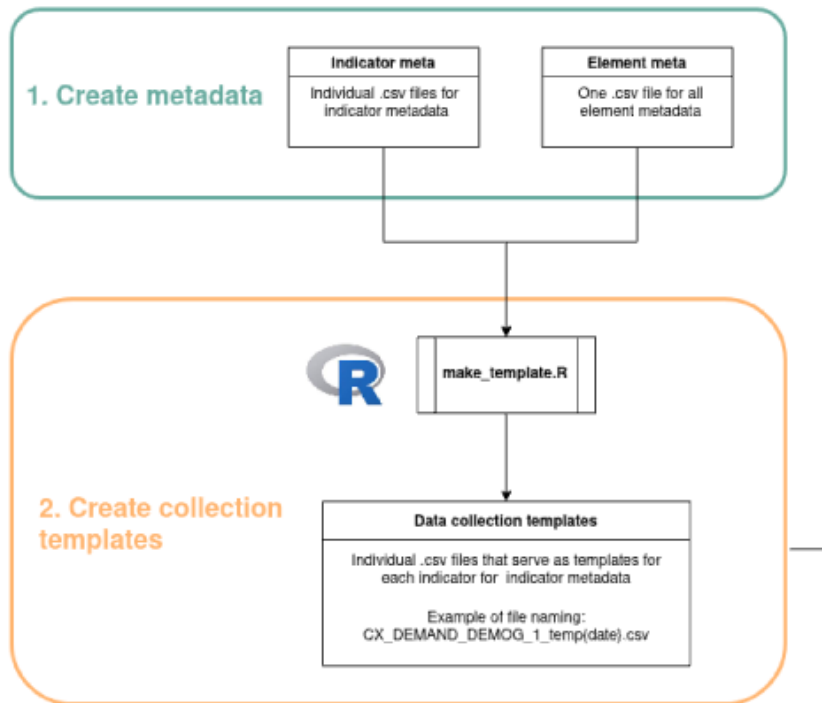 1. Create metadata
Indicator meta
Individual .csv files for
indicator metadata
Element meta
One .csv file for all
element metadata
R
make_template.R
2. Create collection
templates
Data collection templates
Individual .csv files that serve as templates for
each indicator for indicator metadata
Example of file naming:
CX_DEMAND_DEMOG_1_temp(date).csv